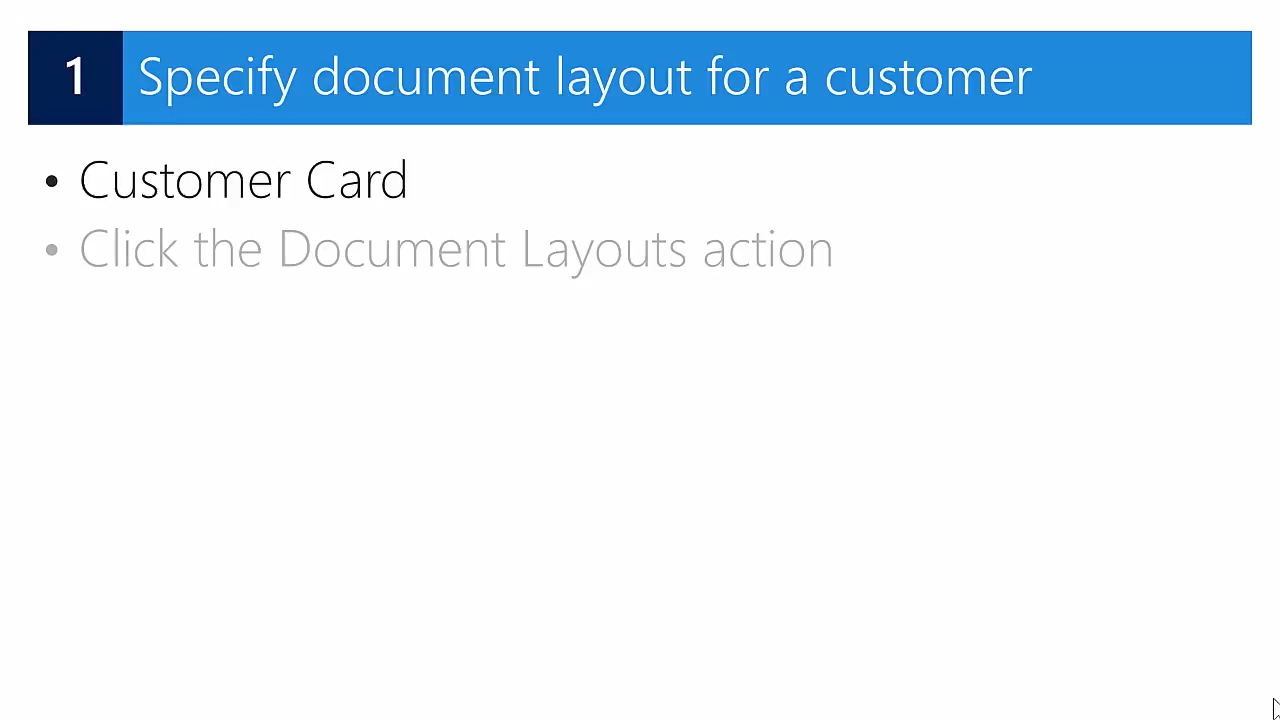 1 Specify document layout for a customer
• Customer Card
• Click the Document Layouts action